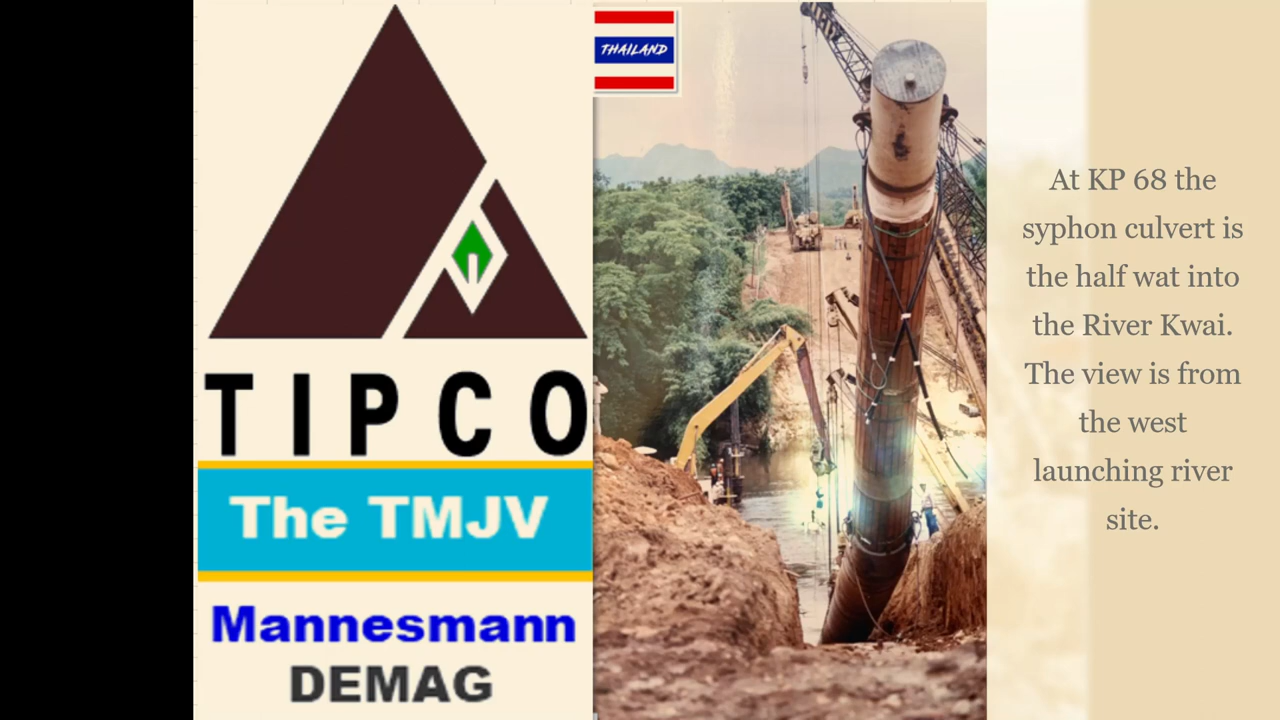 THAILAND
TIPCO
The TMJV
Mannesmann
DEMAG
At KP 68 the
syphon culvert is
the half wat into
the River Kwai.
The view is from
the west
launching river
site.